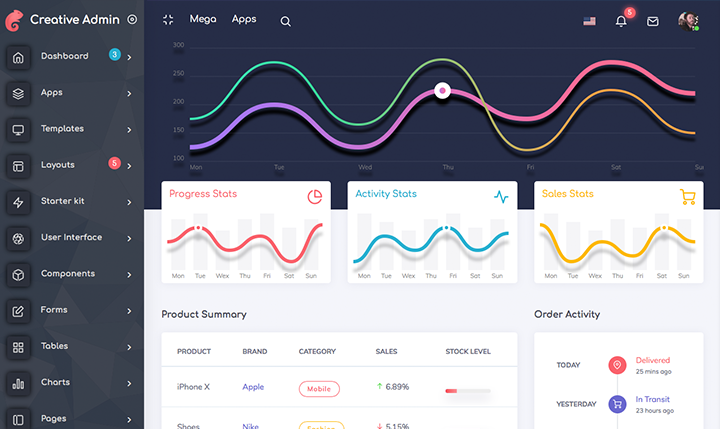 Creative Admin
Mega Apps
5
Dashboard 3
Apps
Templates
Layouts 5
Starter kit
User Interface
Components
Forms
Tables
Charts
Pages
300
250
200
150
100
Mon Tue Wed Thu Fri Sat Su
Progress Stats
Mon Tue Wed Thu Fri Sat Sun
Activity Stats
Mon Tue Wed Thu Fri Sat Sun
Sales Stats
Mon Tue Wed Thu Fri Sat Sun
Product Summary
PRODUCT BRAND CATEGORY SALES STOCK LEVEL
iPhone X Apple Mobile 6.89%
Shoes Nike Fashion 5.15%
Order Activity
TODAY Delivered
25 mins ago
YESTERDAY In Transit
23 hours ago